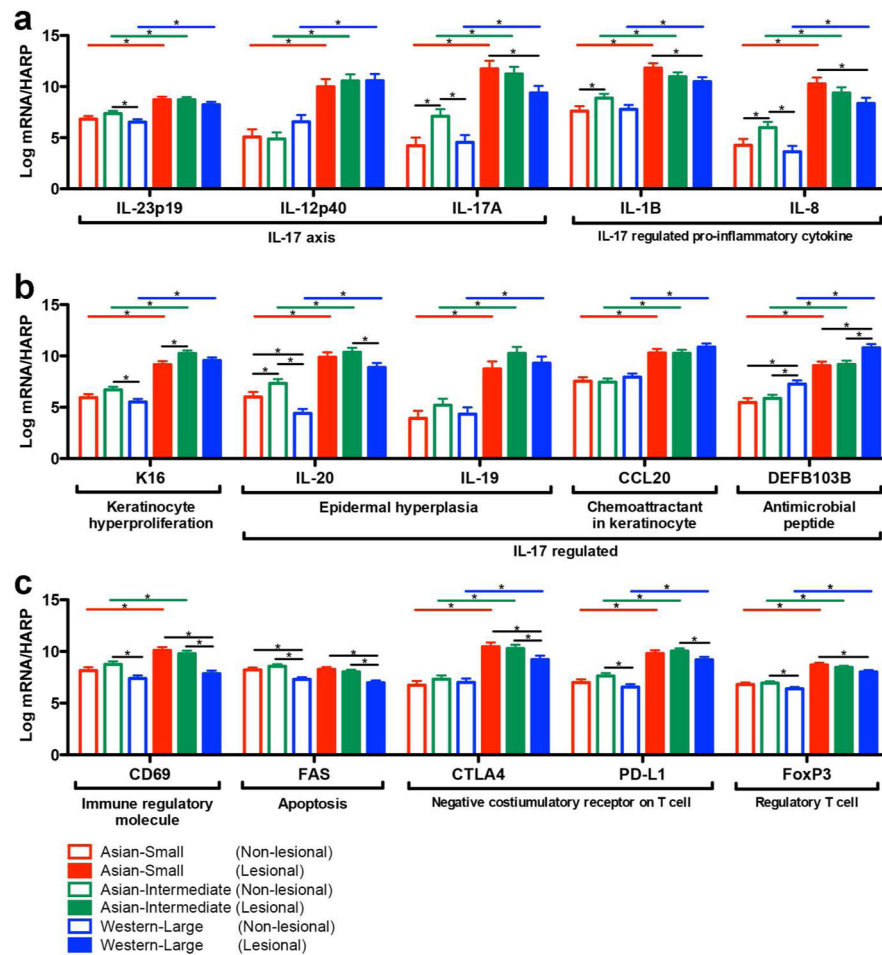 a
Log mRNA/HARP
15
10
5
0
* * * * *
* * * * *
* * * * *
* * * * * * * *
IL-23p19 IL-12p40 IL-17A IL-1B IL-8
IL-17 axis IL-17 regulated pro-inflammatory cytokine
b
Log mRNA/HARP
15
10
5
0
* * * * *
* * * * *
* * * * *
* * * * * * * * * *
K16 IL-20 IL-19 CCL20 DEFB103B
Keratinocyte Epidermal hyperplasia Chemoattractant Antimicrobial
hyperproliferation in keratinocyte peptide
IL-17 regulated
c
Log mRNA/HARP
15
10
5
0
* * * *
* * * *
* * * *
* * * * * * * * * * * * *
CD69 FAS CTLA4 PD-L1 FoxP3
Immune regulatory Apoptosis Negative costiumulatory receptor on T cell Regulatory T cell
molecule
Asian-Small (Non-lesional)
Asian-Small (Lesional)
Asian-Intermediate (Non-lesional)
Asian-Intermediate (Lesional)
Western-Large (Non-lesional)
Western-Large (Lesional)